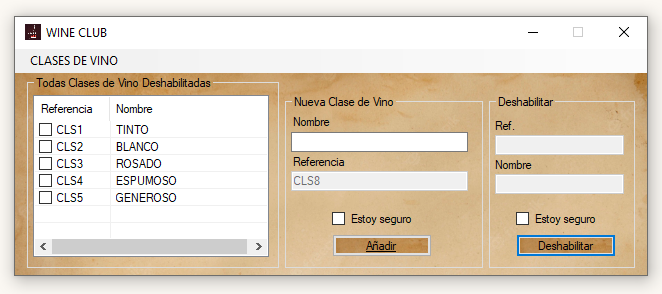 WINE CLUB
CLASES DE VINO
Todas Clases de Vino Deshabilitadas
Referencia Nombre
CLS1 TINTO
CLS2 BLANCO
CLS3 ROSADO
CLS4 ESPUMOSO
CLS5 GENEROSO
Nueva Clase de Vino
Nombre
Referencia
CLS8
Estoy seguro
Añadir
Deshabilitar
Ref.
Nombre
Estoy seguro
Deshabilitar